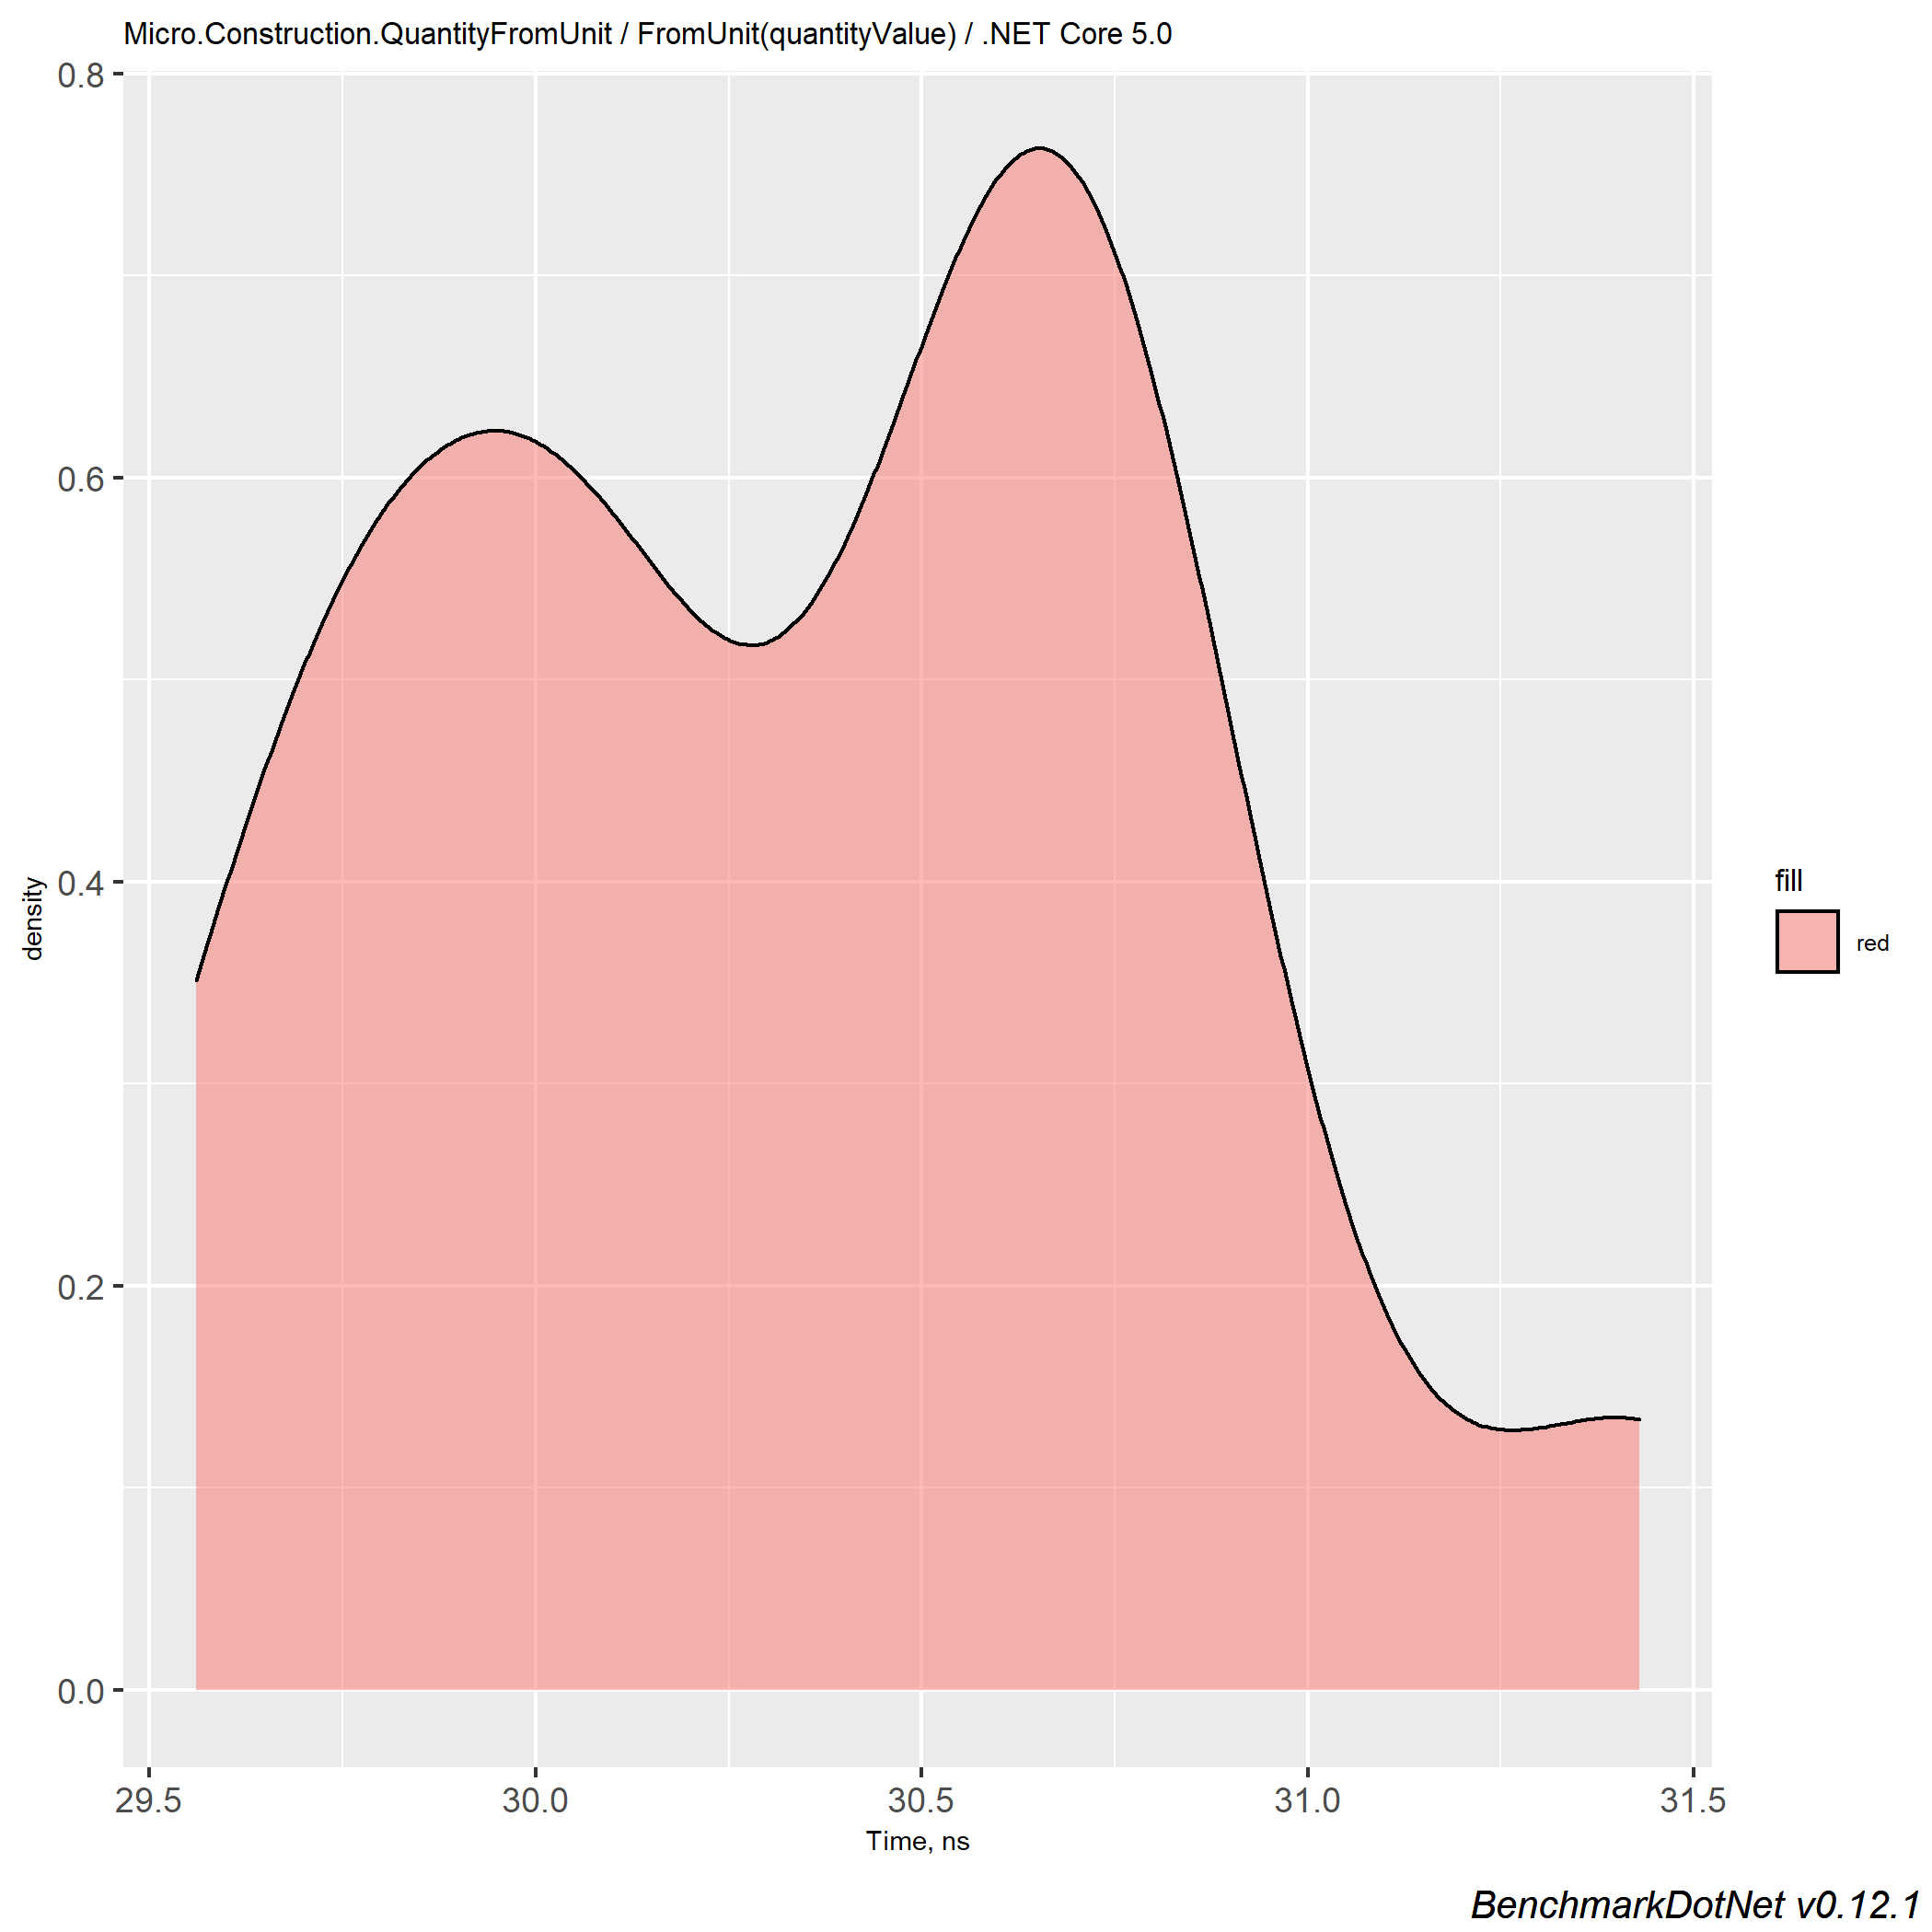 Micro.Construction.QuantityFromUnit / FromUnit(quantityValue) / .NET Core 5.0
0.8
0.6
0.4
0.2
0.0
density
29.5 30.0 30.5 31.0 31.5
Time, ns
fill
red
BenchmarkDotNet v0.12.1